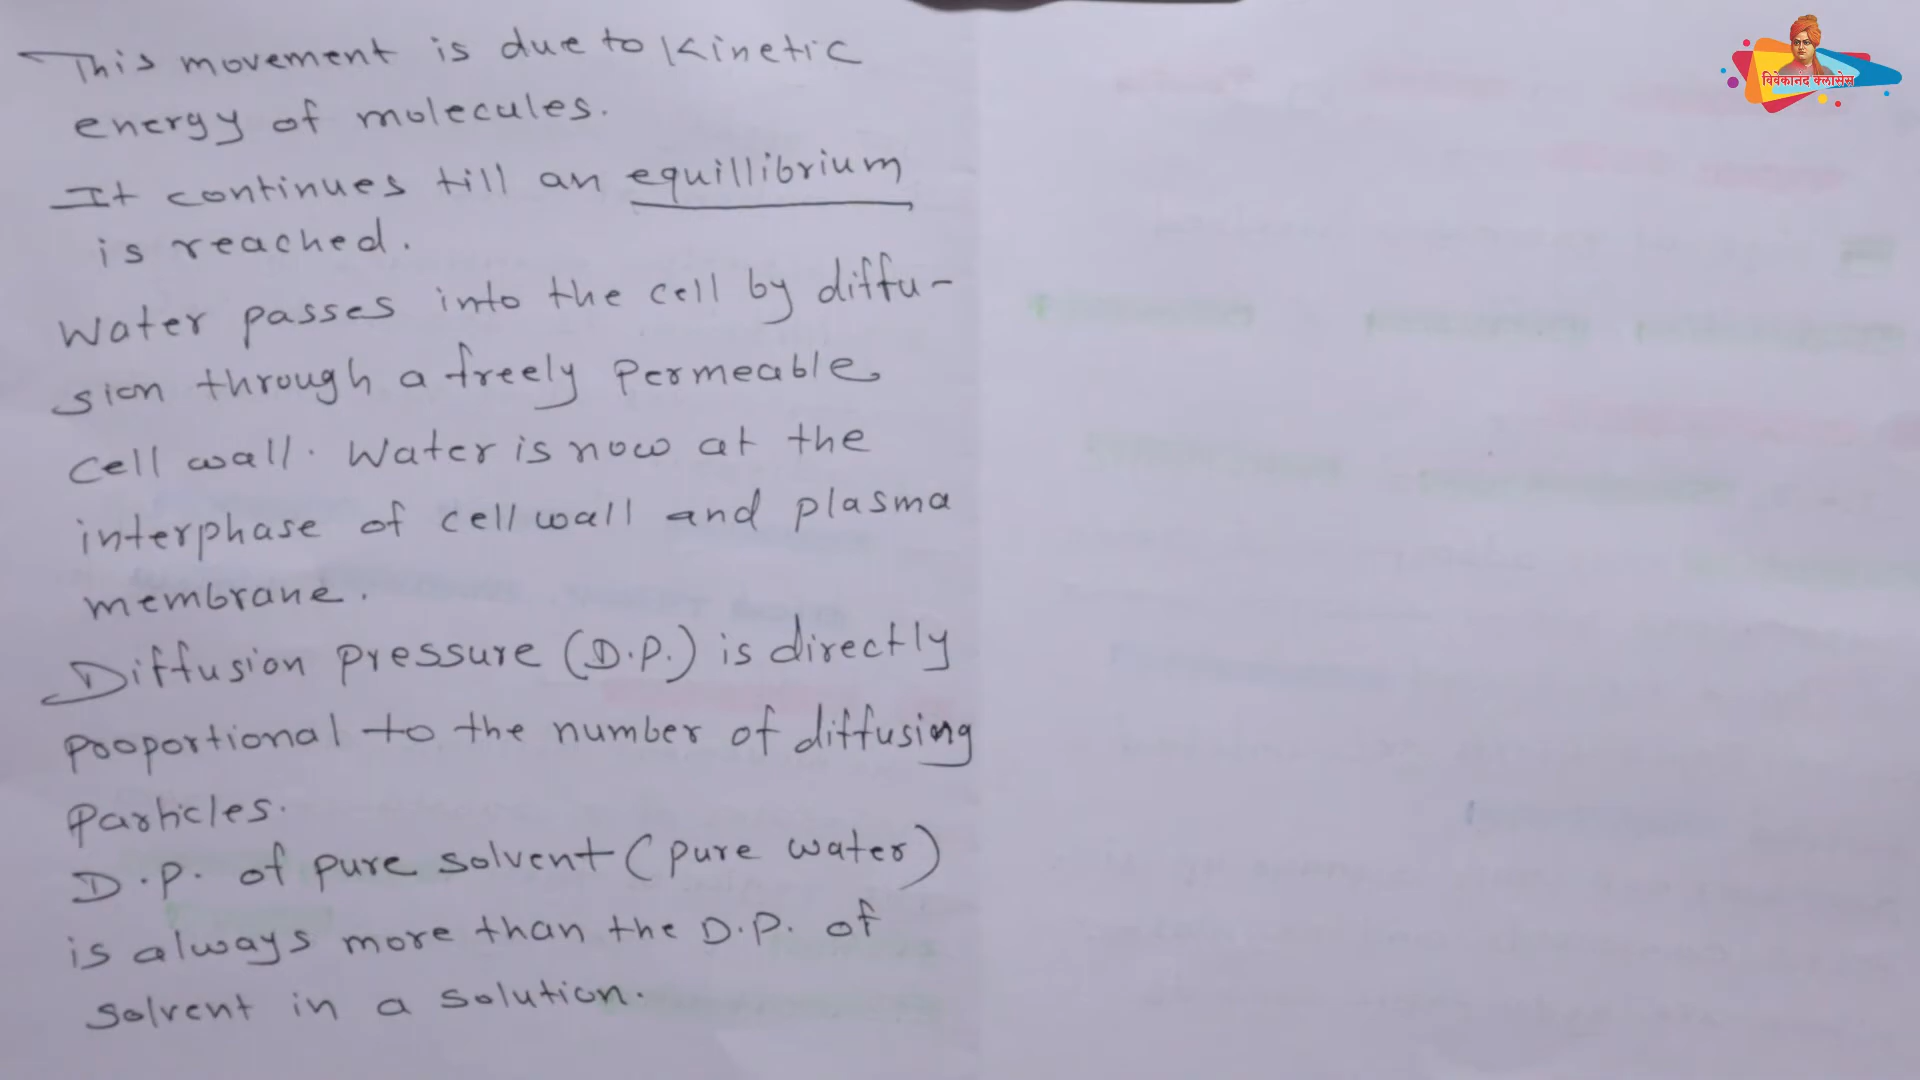 This movement is due to Kinetic
energy of molecules.
It continues till an equillibrium
is reached.
Water passes into the cell by diffu-
sion through a freely permeable
cell wall. Water is now at the
interphase of cell wall and plasma
membrane.
Diffusion pressure (D.P.) is directly
pooportional to the number of diffusing
particles.
D.P. of pure solvent (pure water)
is always more than the D.P. of
solvent in a solution.
विवेकानंद क्लासेस